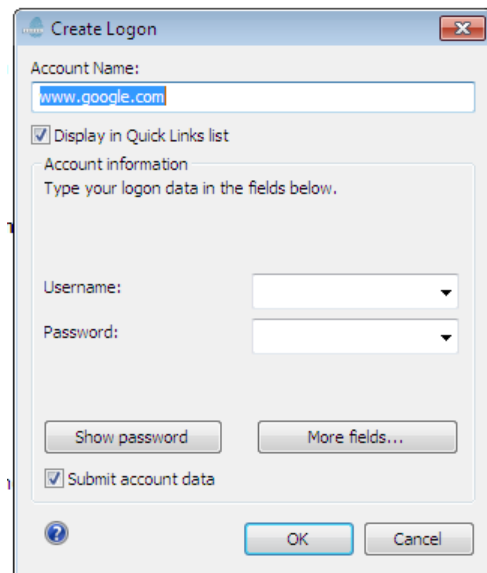 Create Logon
Account Name:
www.google.com
Display in Quick Links list
Account information
Type your logon data in the fields below.
Username:
Password:
Show password More fields...
Submit account data
OK Cancel